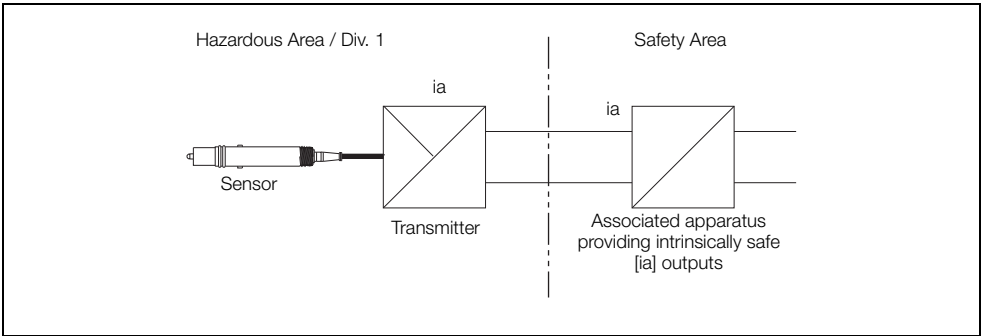 Hazardous Area / Div. 1
Safety Area
ia
ia
Sensor
Transmitter
Associated apparatus
providing intrinsically safe
[ia] outputs